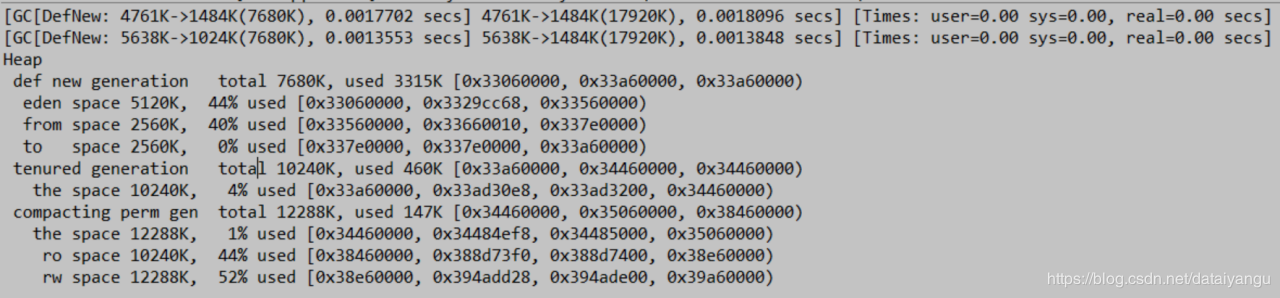 [GC[DefNew: 4761K->1484K(7680K), 0.0017702 secs] 4761K->1484K(17920K), 0.0018096 secs] [Times: user=0.00 sys=0.00, real=0.00 secs]
[GC[DefNew: 5638K->1024K(7680K), 0.0013553 secs] 5638K->1484K(17920K), 0.0013848 secs] [Times: user=0.00 sys=0.00, real=0.00 secs]
Heap
 def new generation   total 7680K, used 3315K [0x33060000, 0x33a60000, 0x33a60000)
  eden space 5120K,  44% used [0x33060000, 0x3329cc68, 0x33560000)
  from space 2560K,  40% used [0x33560000, 0x33660010, 0x337e0000)
  to   space 2560K,   0% used [0x337e0000, 0x337e0000, 0x33a60000)
 tenured generation   total 10240K, used 460K [0x33a60000, 0x34460000, 0x34460000)
   the space 10240K,   4% used [0x33a60000, 0x33ad30e8, 0x33ad3200, 0x34460000)
 compacting perm gen  total 12288K, used 147K [0x34460000, 0x35060000, 0x38460000)
   the space 12288K,   1% used [0x34460000, 0x34484ef8, 0x34485000, 0x35060000)
    ro space 10240K,  44% used [0x38460000, 0x388d73f0, 0x388d7400, 0x38e60000)
    rw space 12288K,  52% used [0x38e60000, 0x394add28, 0x394ade00, 0x39a60000)
https://blog.csdn.net/dataiyangu